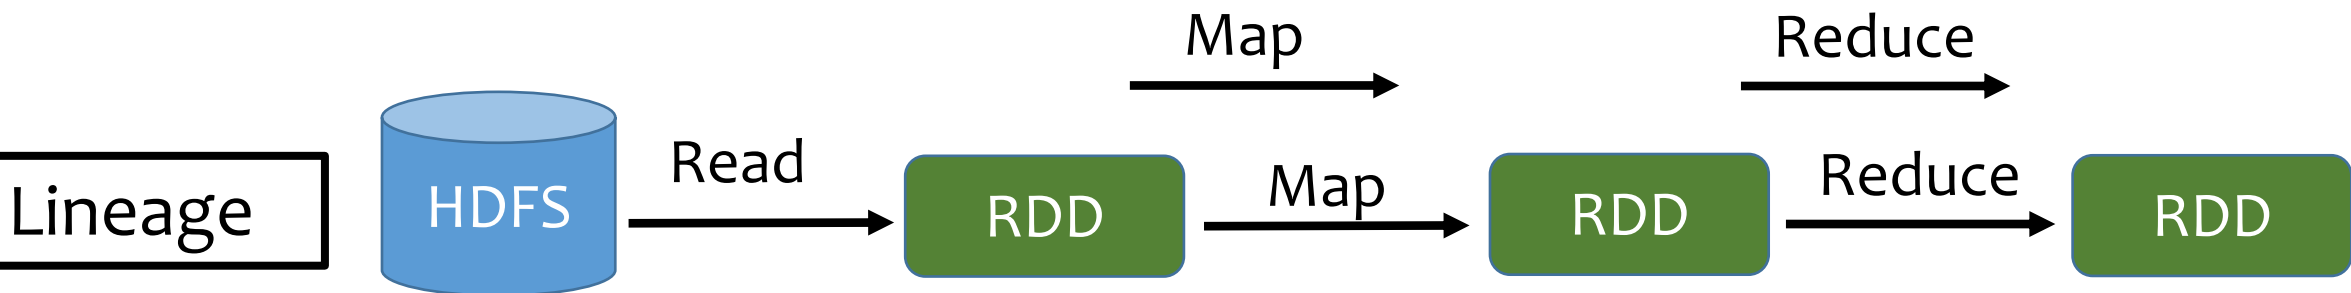 Map
Reduce
Lineage
HDFS
Read
RDD
Map
RDD
Reduce
RDD